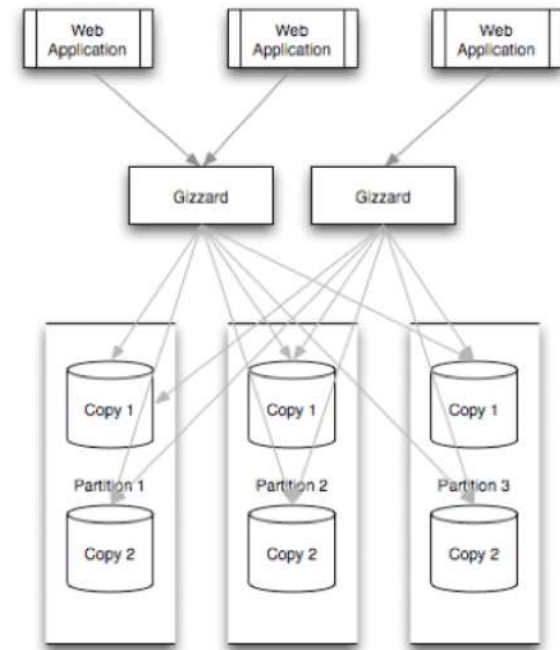 Web
Application
Web
Application
Web
Application
Gizzard
Gizzard
Copy 1
Copy 1
Copy 1
Partition 1
Partition 2
Partition 3
Copy 2
Copy 2
Copy 2